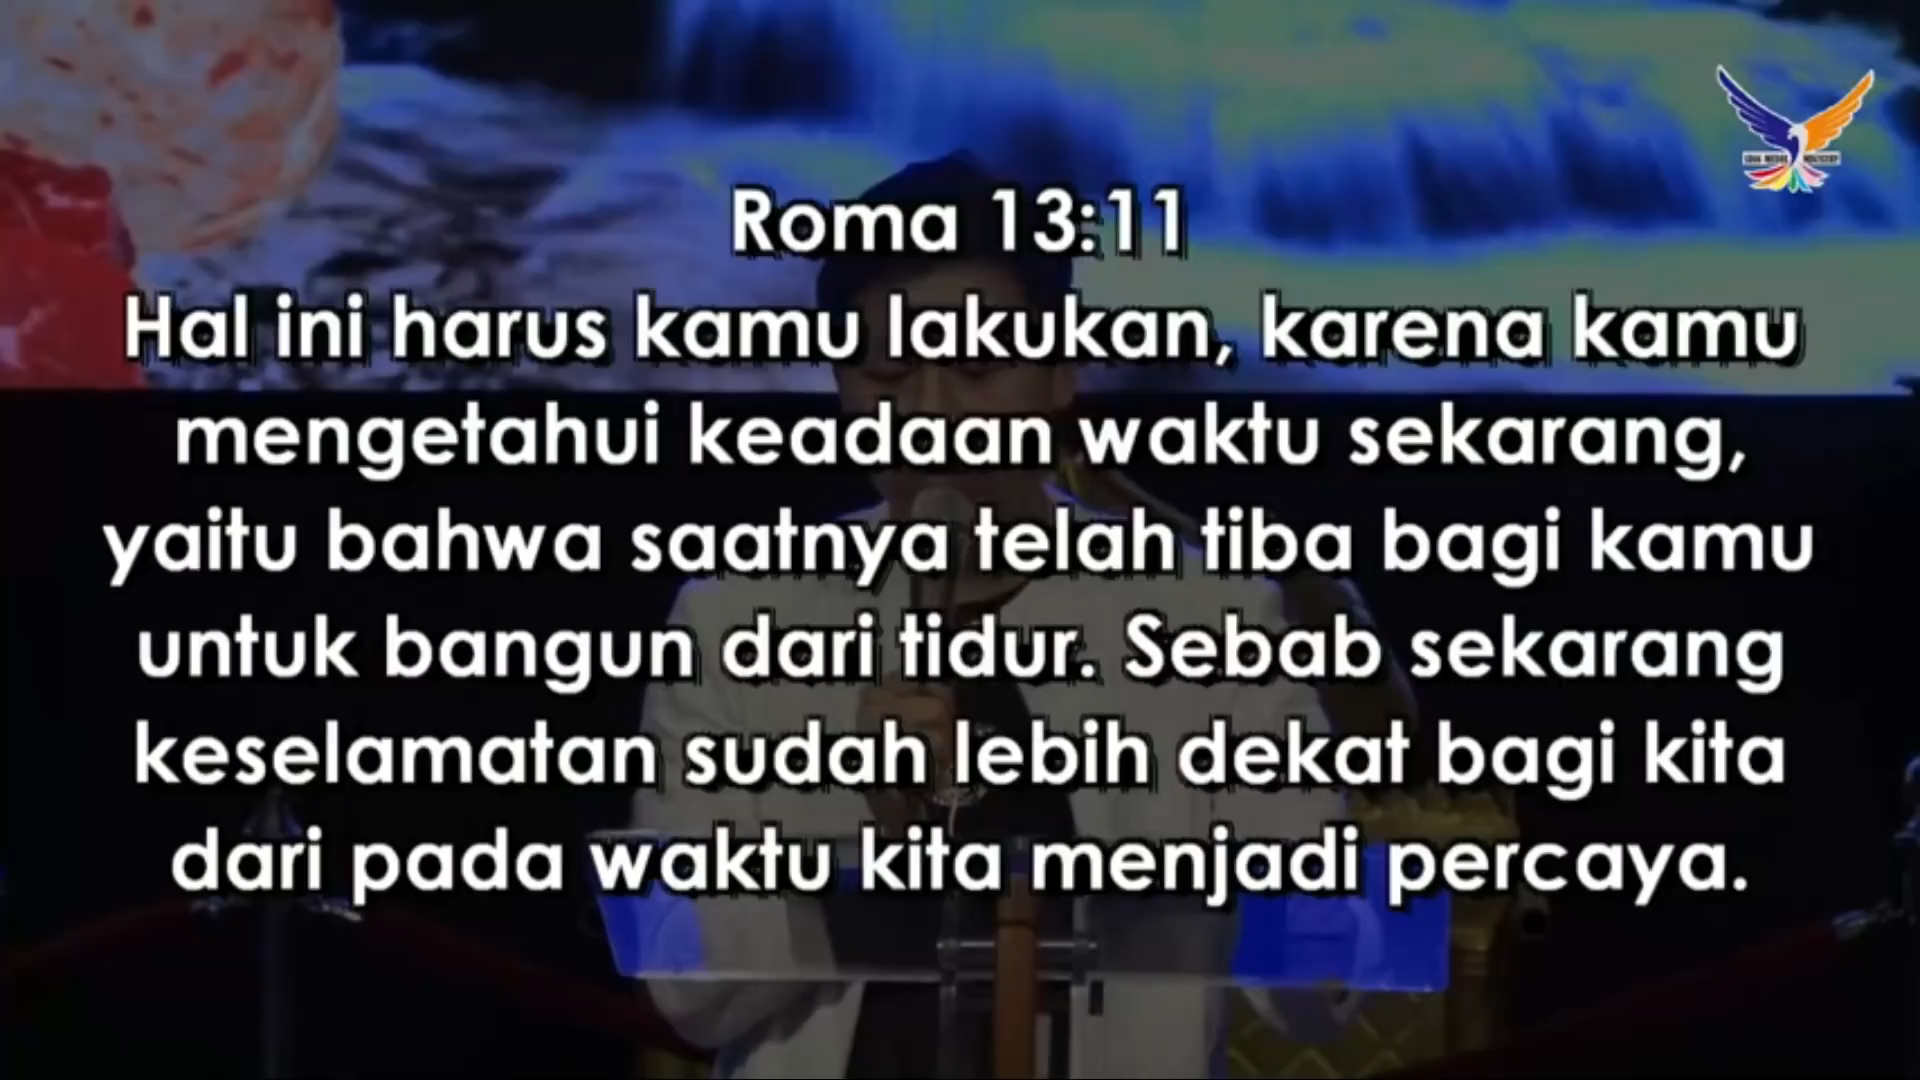 Roma 13:11
Hal ini harus kamu lakukan, karena kamu
mengetahui keadaan waktu sekarang,
yaitu bahwa saatnya telah tiba bagi kamu
untuk bangun dari tidur. Sebab sekarang
keselamatan sudah lebih dekat bagi kita
dari pada waktu kita menjadi percaya.